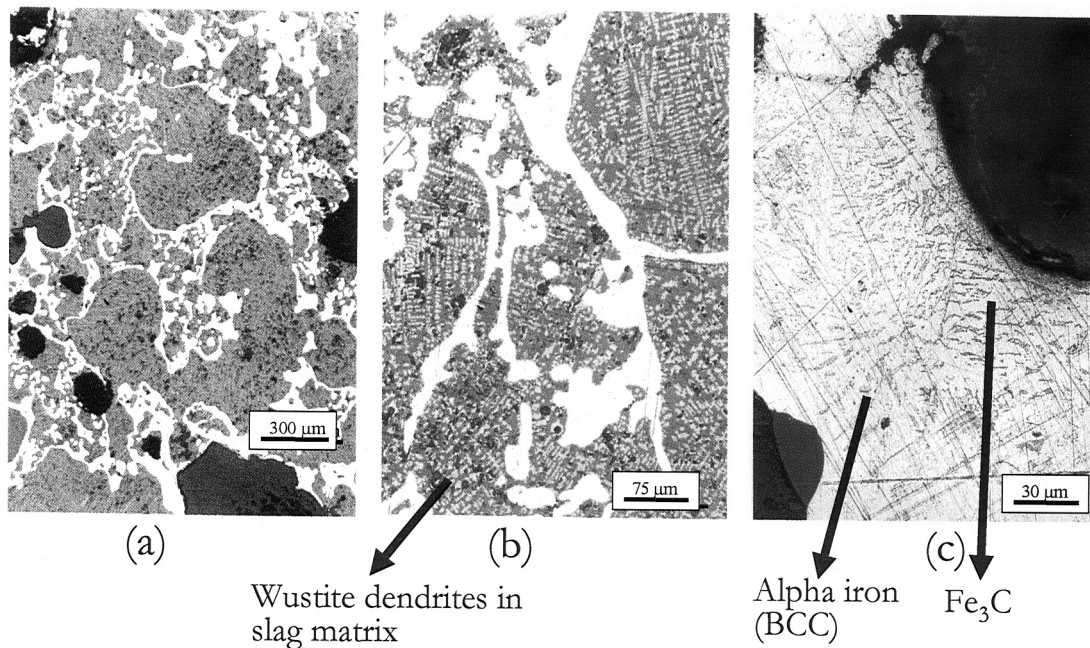 300 μm
75 μm
30 μm
(a)
(b)
(c)
Wustite dendrites in
slag matrix
Alpha iron
(BCC)
Fe₃C